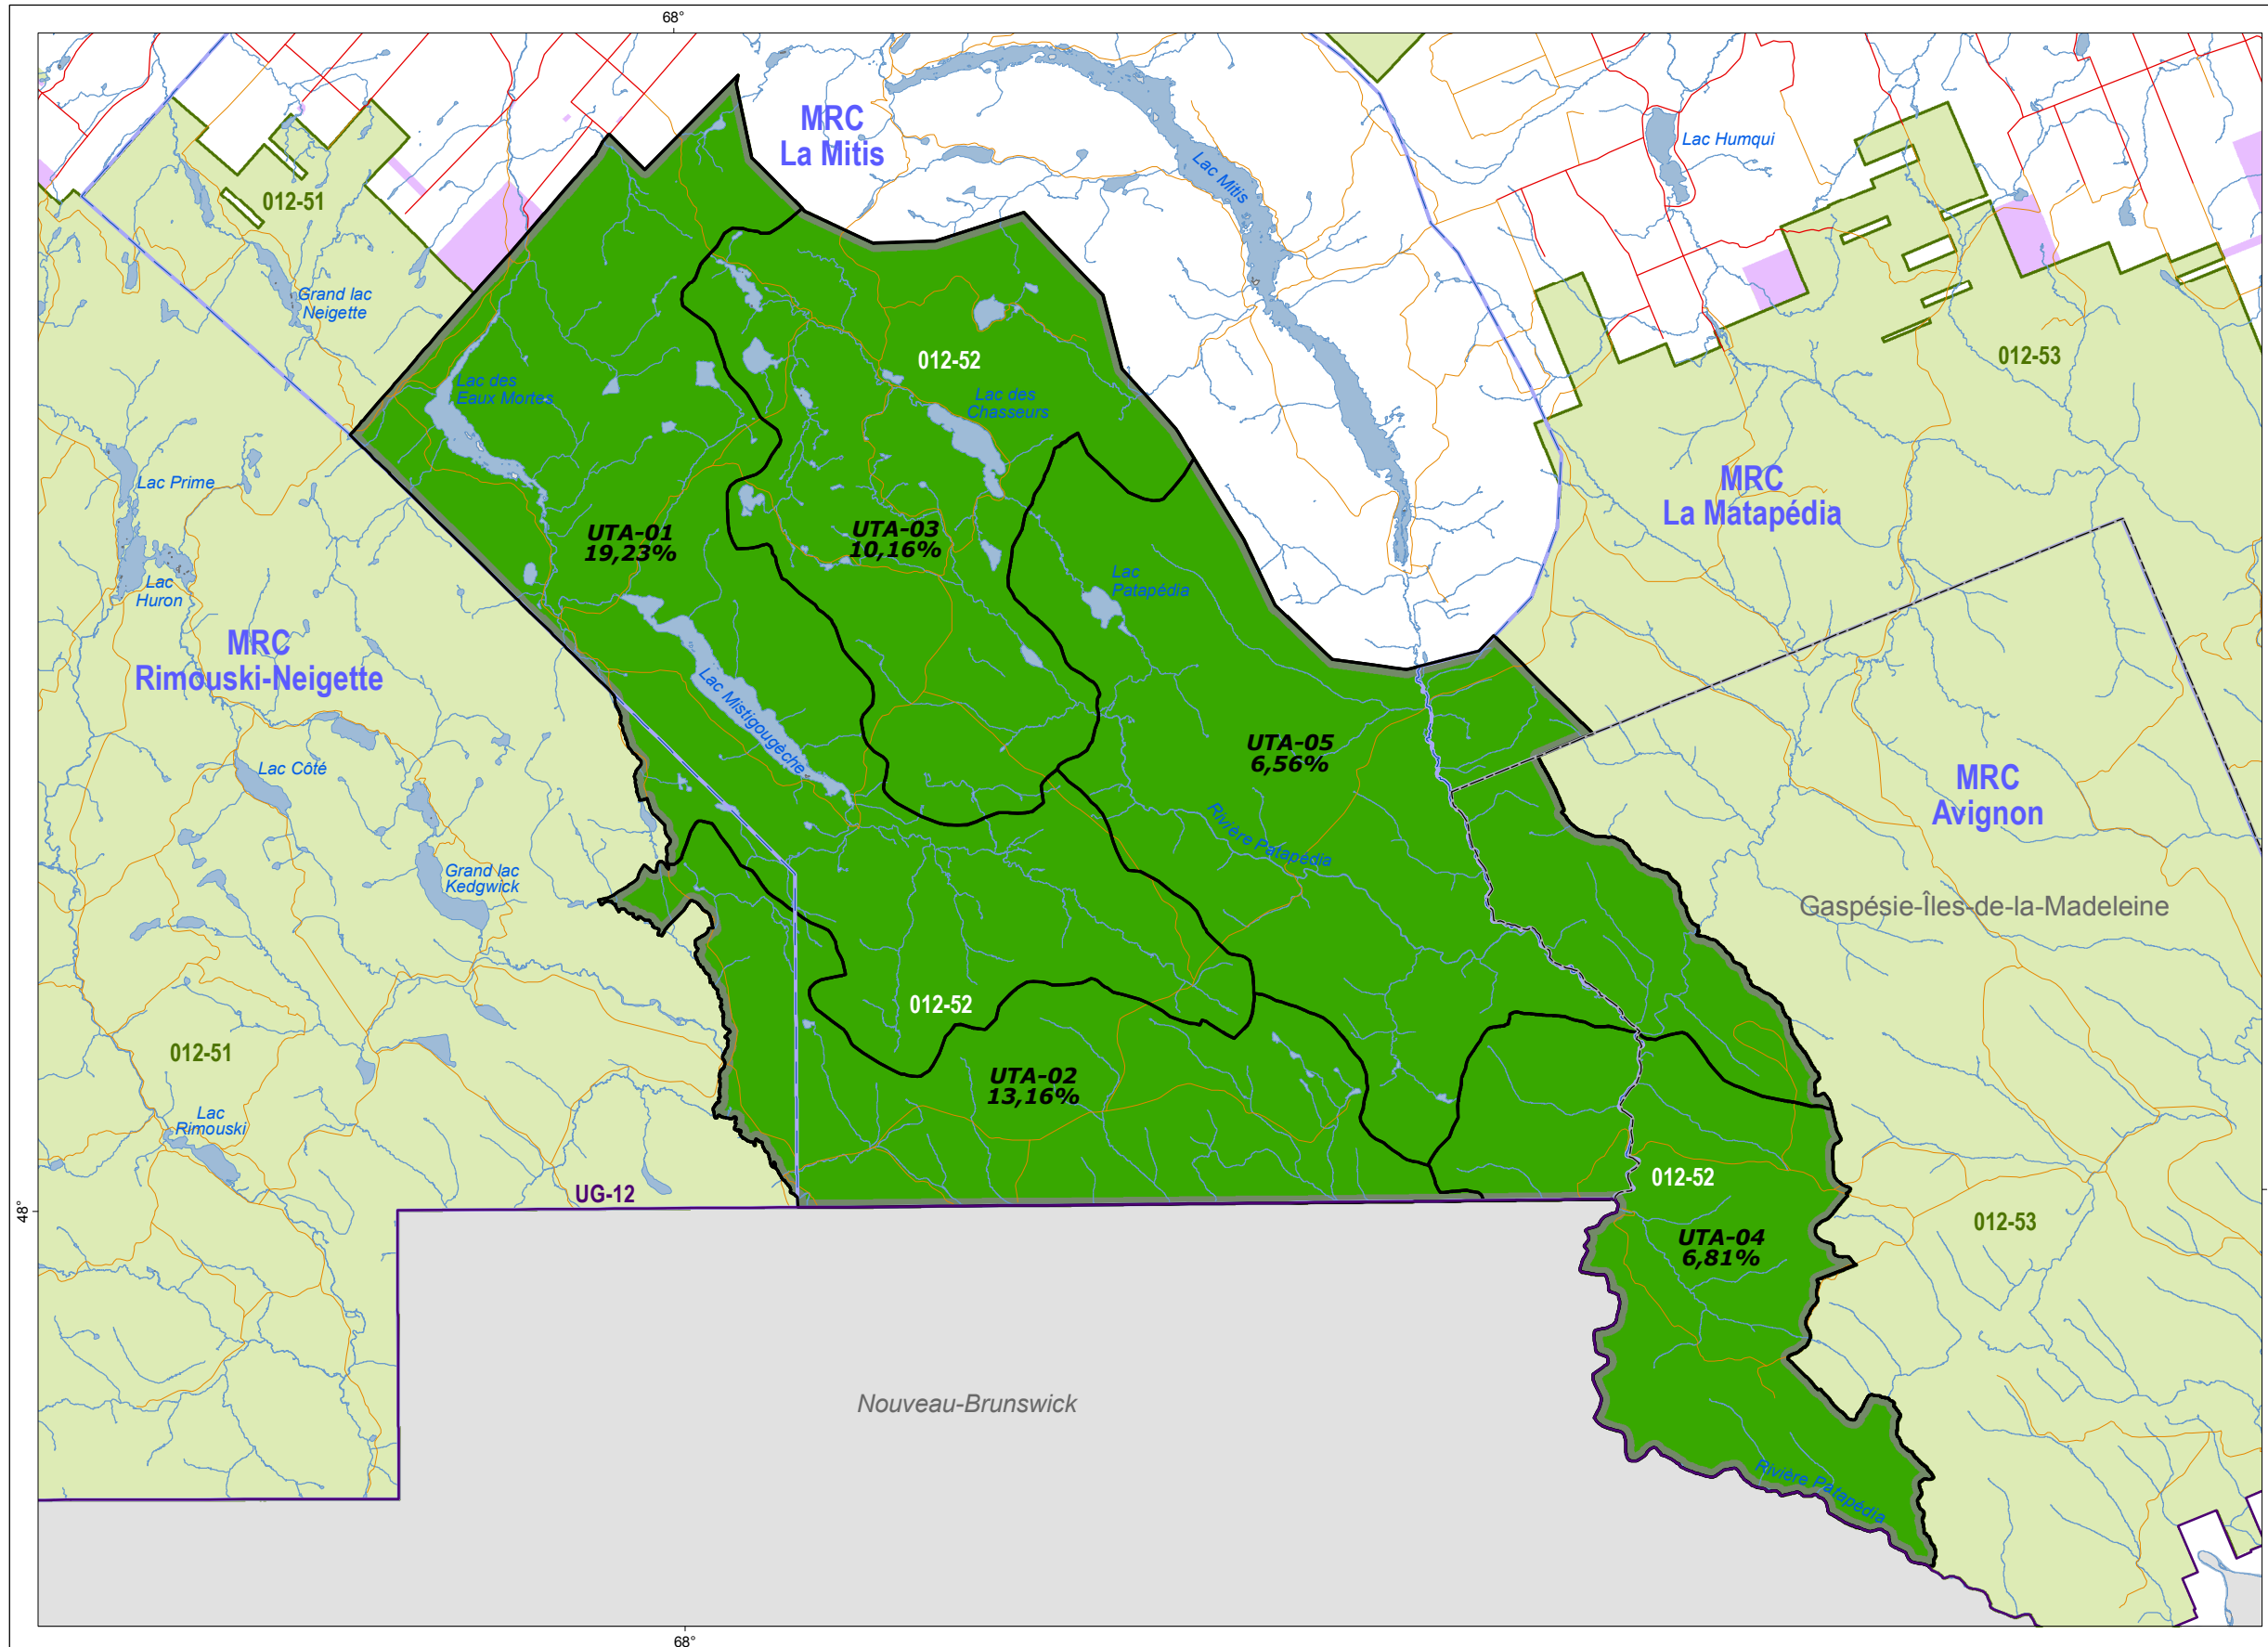 68°
MRC
La Mitis
Lac Mitis
Lac Humqui
012-51
Grand lac
Neigette
012-52
012-53
Lac des
Eaux Mortes
Lac des
Chasseurs
Lac Prime
MRC
La Matapédia
UTA-01
19,23%
UTA-03
10,16%
Lac
Huron
Lac
Patapédia
MRC
Rimouski-Neigette
Lac Mistigougèche
UTA-05
6,56%
Lac Côté
MRC
Avignon
Rivière Patapédia
Grand lac
Kedgwick
Gaspésie-Îles-de-la-Madeleine
012-52
012-51
UTA-02
13,16%
Lac
Rimouski
012-52
UG-12
48°
012-53
UTA-04
6,81%
Nouveau-Brunswick
Rivière Patapédia
68°